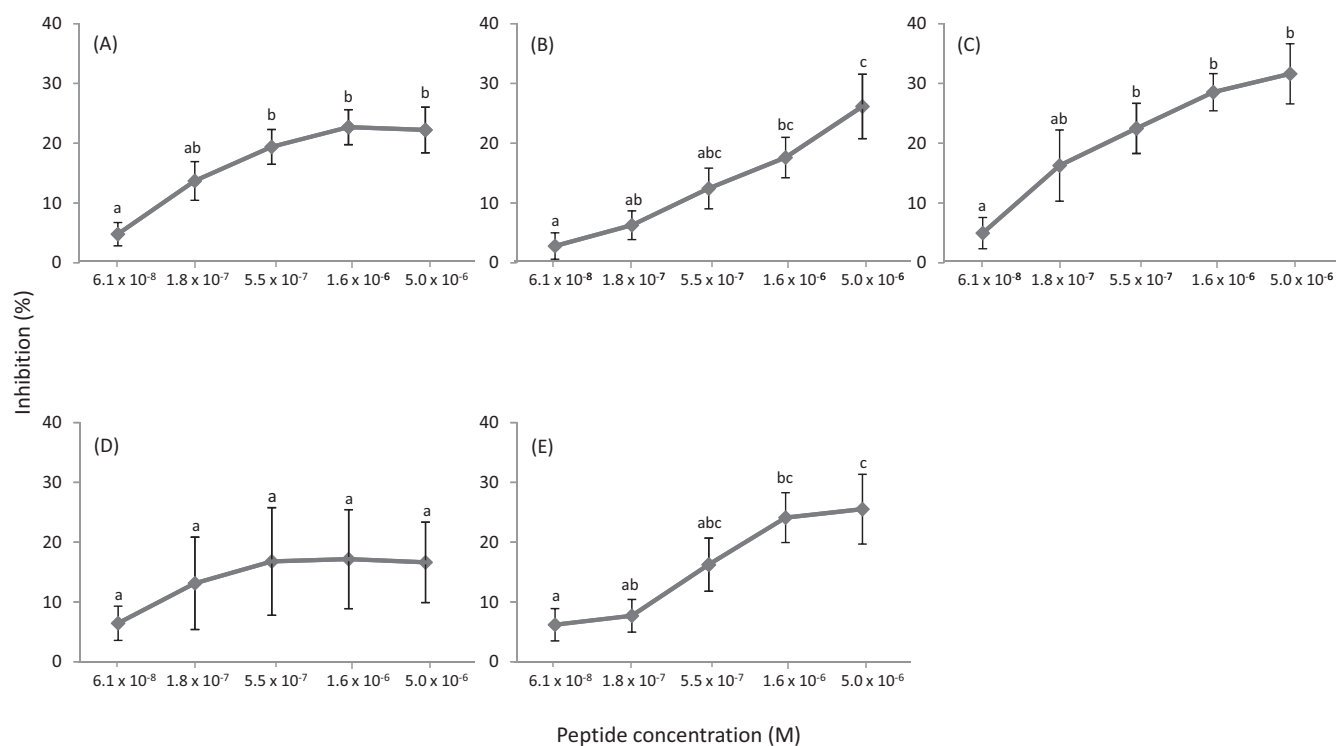 (A)
40
30
20
10
0
a
ab
b
b
b
6.1 x 10⁻⁸ 1.8 x 10⁻⁷ 5.5 x 10⁻⁷ 1.6 x 10⁻⁶ 5.0 x 10⁻⁶
(B)
40
30
20
10
0
a
ab
abc
bc
c
6.1 x 10⁻⁸ 1.8 x 10⁻⁷ 5.5 x 10⁻⁷ 1.6 x 10⁻⁶ 5.0 x 10⁻⁶
(C)
40
30
20
10
0
a
ab
b
b
b
6.1 x 10⁻⁸ 1.8 x 10⁻⁷ 5.5 x 10⁻⁷ 1.6 x 10⁻⁶ 5.0 x 10⁻⁶
Inhibition (%)
(D)
40
30
20
10
0
a
a
a
a
a
6.1 x 10⁻⁸ 1.8 x 10⁻⁷ 5.5 x 10⁻⁷ 1.6 x 10⁻⁶ 5.0 x 10⁻⁶
(E)
40
30
20
10
0
a
ab
abc
bc
c
6.1 x 10⁻⁸ 1.8 x 10⁻⁷ 5.5 x 10⁻⁷ 1.6 x 10⁻⁶ 5.0 x 10⁻⁶
Peptide concentration (M)